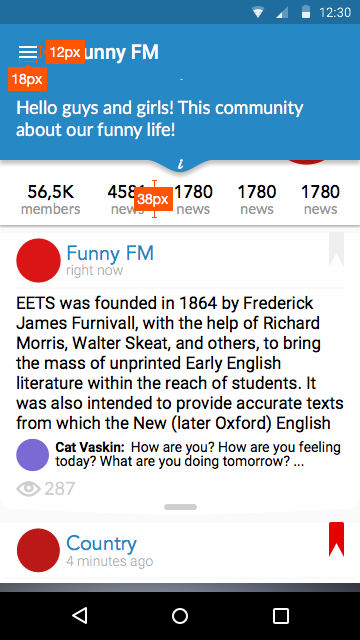 12:30
12px
unny FM
18px
Hello guys and girls! This community
about our funny life!
i
56,5K 458 1780 1780 1780
38px
members news news news news
Funny FM
right now
EETS was founded in 1864 by Frederick
James Furnivall, with the help of Richard
Morris, Walter Skeat, and others, to bring
the mass of unprinted Early English
literature within the reach of students. It
was also intended to provide accurate texts
from which the New (later Oxford) English
Cat Vaskin: How are you? How are you feeling
today? What are you doing tomorrow? ...
287
Country
4 minutes ago